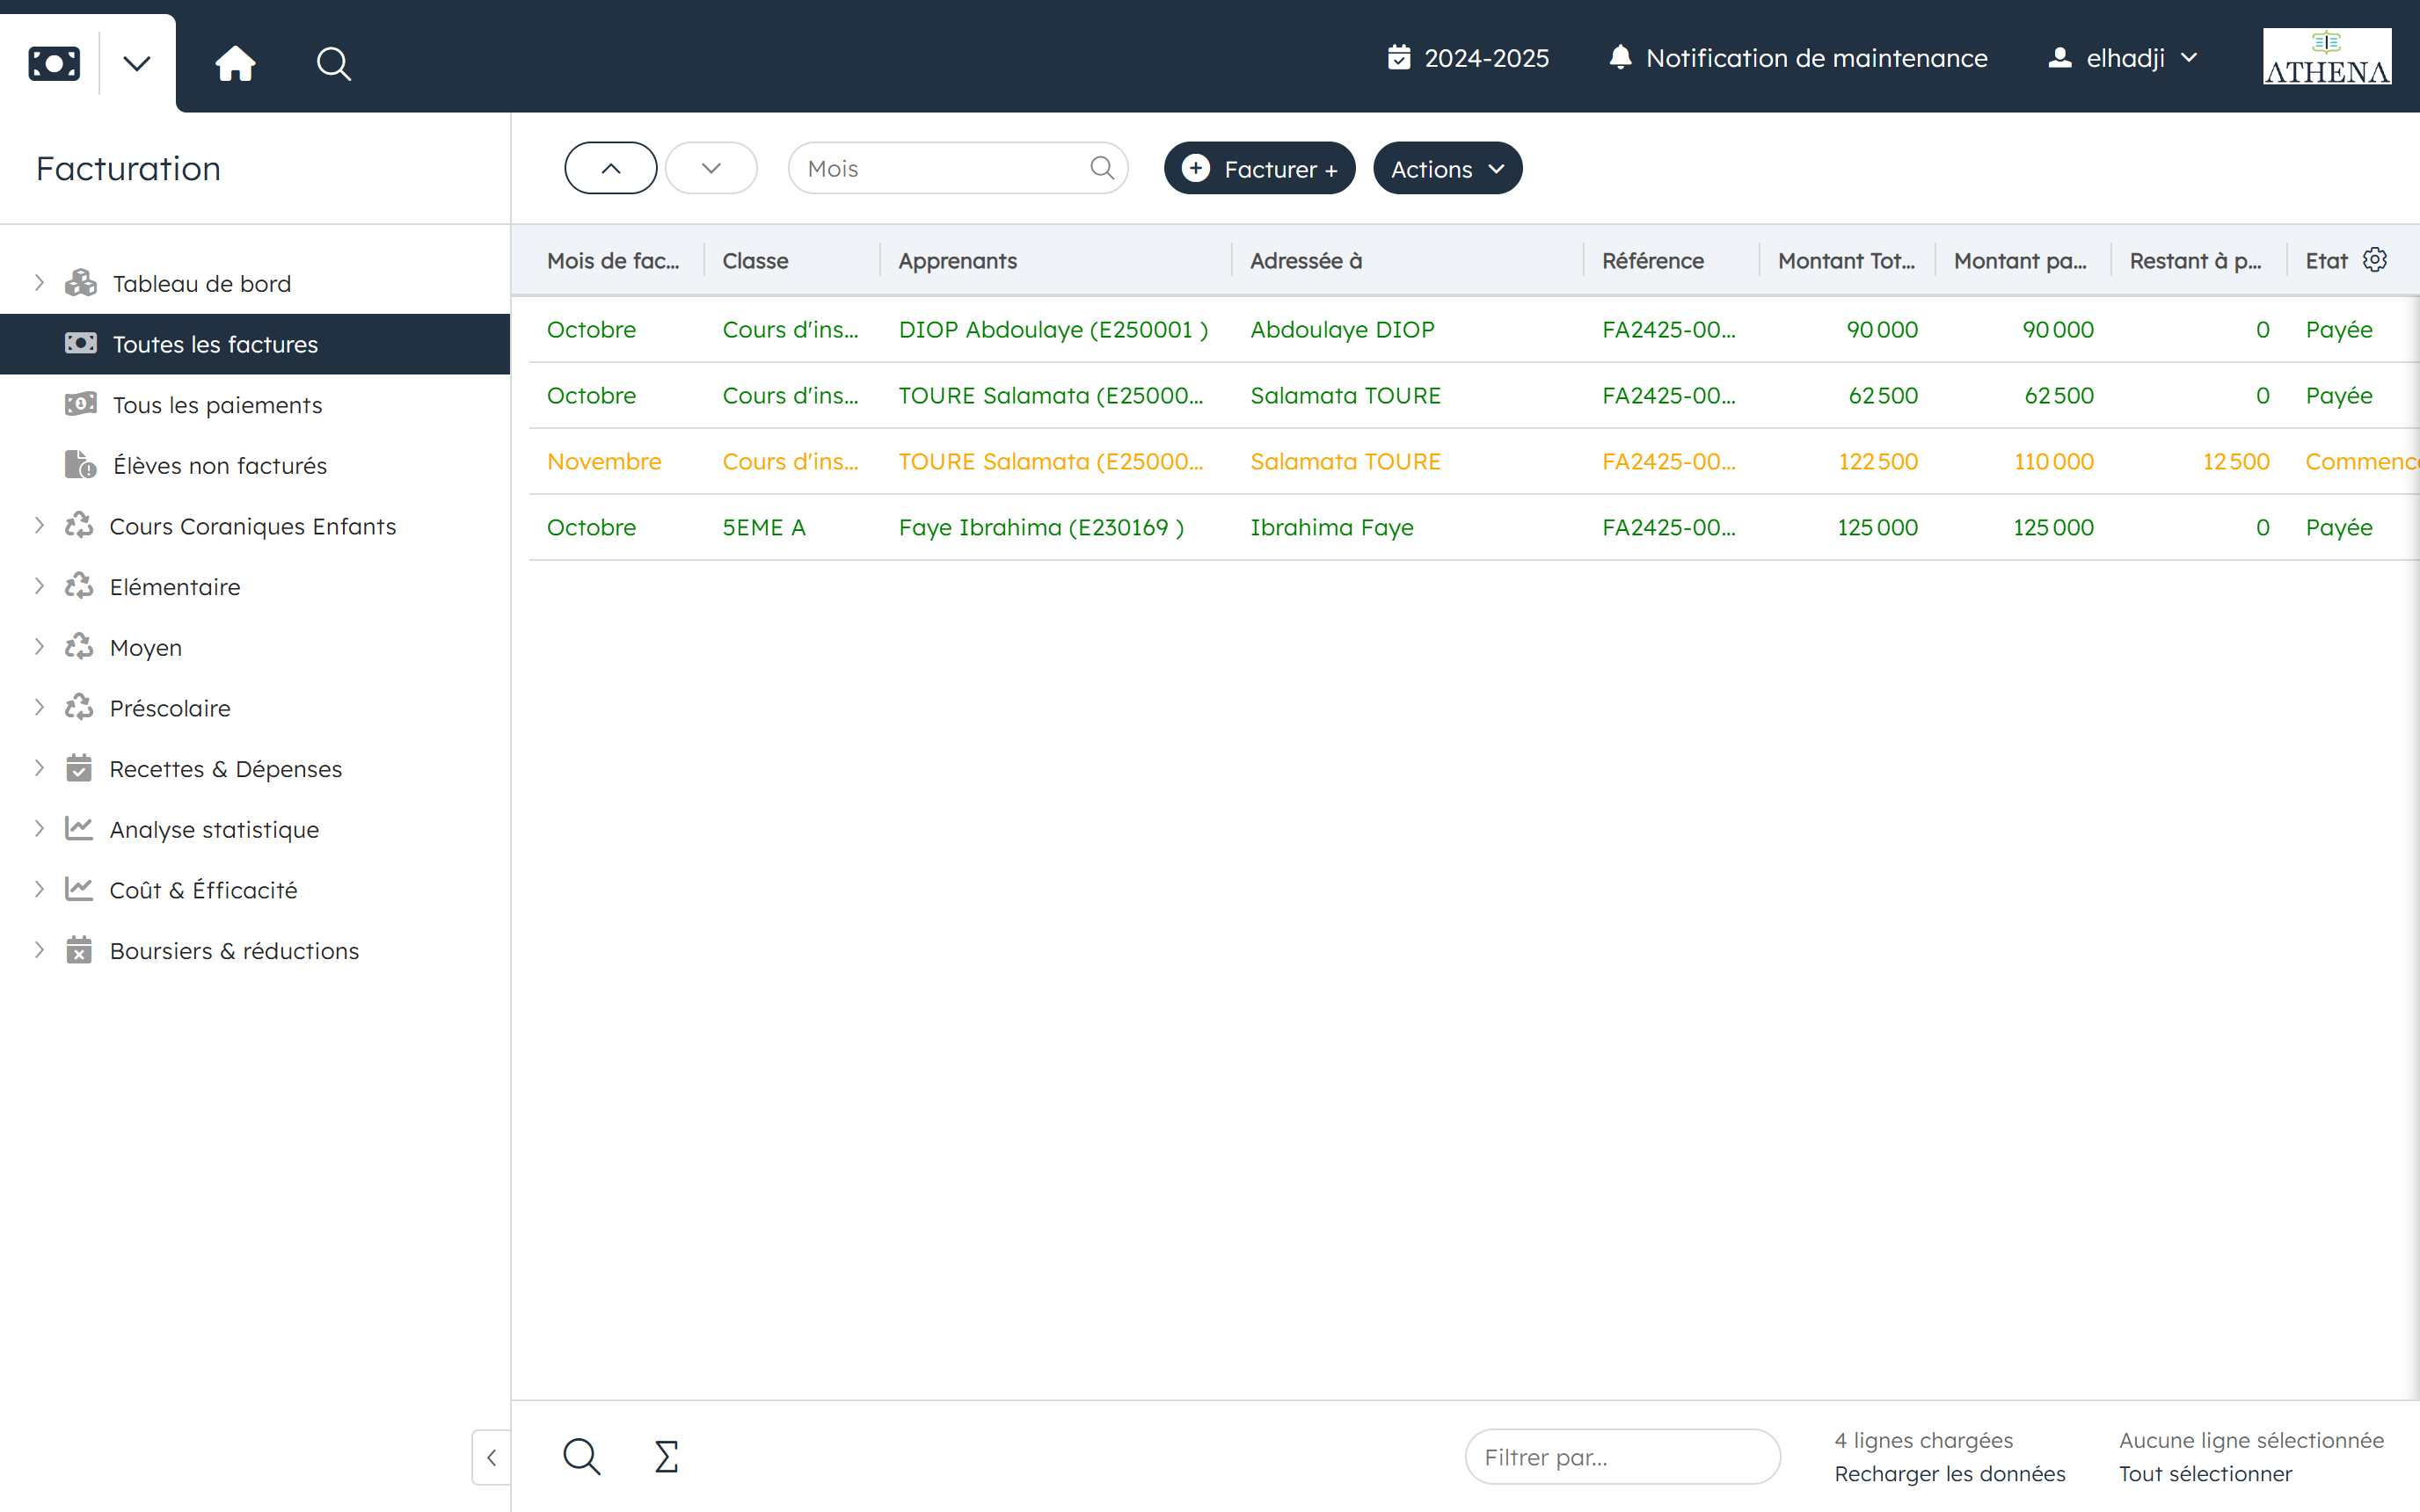 2024-2025 Notification de maintenance elhadji ATHENA
Facturation
Mois Facturer + Actions
Tableau de bord
Toutes les factures
Tous les paiements
Élèves non facturés
Cours Coraniques Enfants
Elémentaire
Moyen
Préscolaire
Recettes & Dépenses
Analyse statistique
Coût & Éfficacité
Boursiers & réductions
Mois de fac... Classe Apprenants Adressée à Référence Montant Tot... Montant pa... Restant à p... Etat
Octobre Cours d'ins... DIOP Abdoulaye (E250001 ) Abdoulaye DIOP FA2425-00... 90 000 90 000 0 Payée
Octobre Cours d'ins... TOURE Salamata (E25000... Salamata TOURE FA2425-00... 62 500 62 500 0 Payée
Novembre Cours d'ins... TOURE Salamata (E25000... Salamata TOURE FA2425-00... 122 500 110 000 12 500 Commenc
Octobre 5EME A Faye Ibrahima (E230169 ) Ibrahima Faye FA2425-00... 125 000 125 000 0 Payée
Filtrer par...
4 lignes chargées
Recharger les données
Aucune ligne sélectionnée
Tout sélectionner